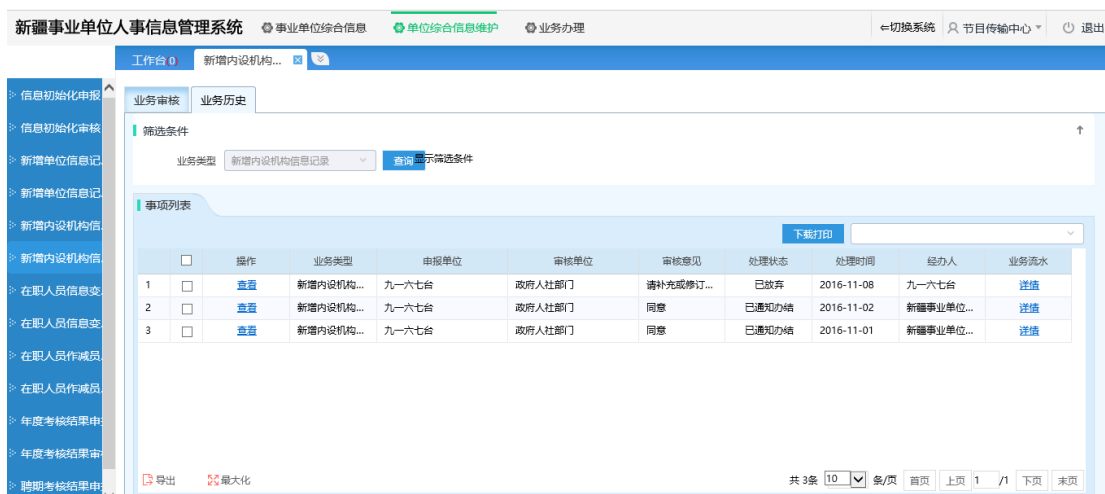 新疆事业单位人事信息管理系统 事业单位综合信息 单位综合信息维护 业务办理 ⇐切换系统 节目传输中心 退出
工作台(0) 新增内设机构...
信息初始化申报
信息初始化审核
新增单位信息记
新增单位信息记
新增内设机构信
新增内设机构信
在职人员信息变
在职人员信息变
在职人员作减员
在职人员作减员
年度考核结果申
年度考核结果审
聘期考核结果申
业务审核 业务历史
筛选条件
业务类型 新增内设机构信息记录 查询 显示筛选条件
事项列表
下载打印
操作 业务类型 申报单位 审核单位 审核意见 处理状态 处理时间 经办人 业务流水
1 查看 新增内设机构... 九一六七台 政府人社部门 请补充或修订... 已放弃 2016-11-08 九一六七台 详情
2 查看 新增内设机构... 九一六七台 政府人社部门 同意 已通知办结 2016-11-02 新疆事业单位... 详情
3 查看 新增内设机构... 九一六七台 政府人社部门 同意 已通知办结 2016-11-01 新疆事业单位... 详情
导出 最大化 共 3条 10 条/页 首页 上页 1 /1 下页 末页